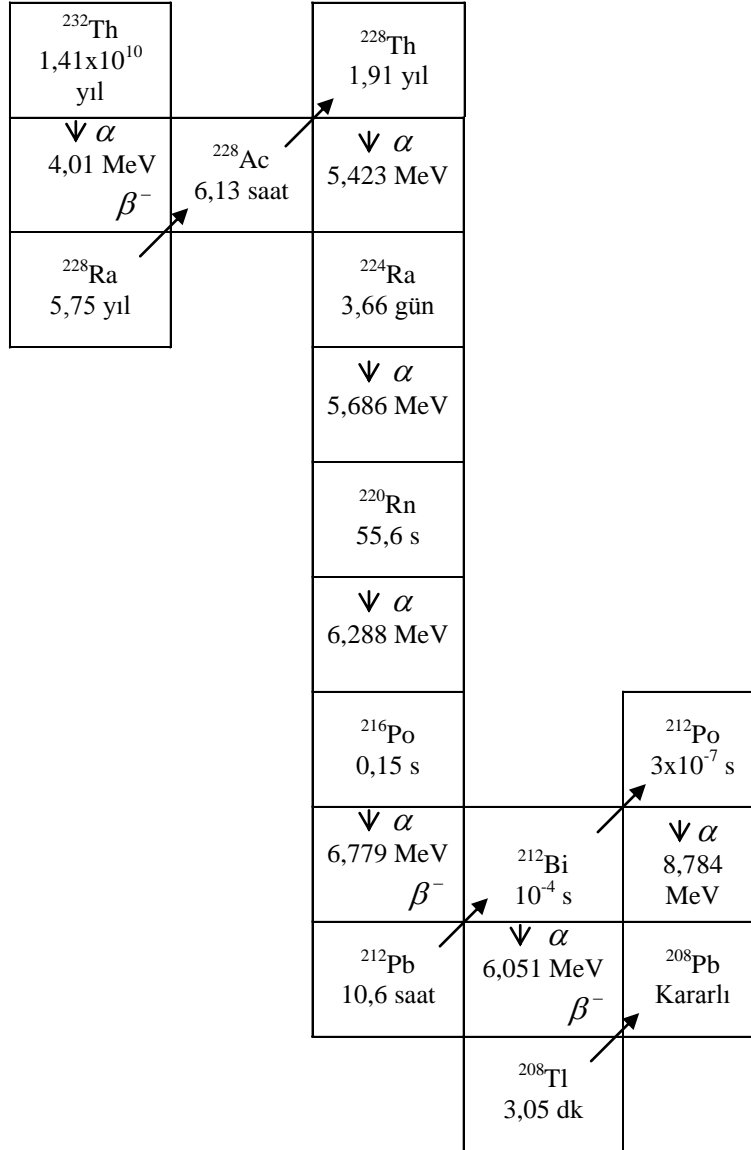 ²³²Th
1,41x10¹⁰
yıl
²²⁸Th
1,91 yıl
α
4,01 MeV
β⁻
²²⁸Ac
6,13 saat
α
5,423 MeV
²²⁸Ra
5,75 yıl
²²⁴Ra
3,66 gün
α
5,686 MeV
²²⁰Rn
55,6 s
α
6,288 MeV
²¹⁶Po
0,15 s
²¹²Po
3x10⁻⁷ s
α
6,779 MeV
β⁻
²¹²Bi
10⁻⁴ s
α
8,784
MeV
²¹²Pb
10,6 saat
α
6,051 MeV
β⁻
²⁰⁸Pb
Kararlı
²⁰⁸Tl
3,05 dk